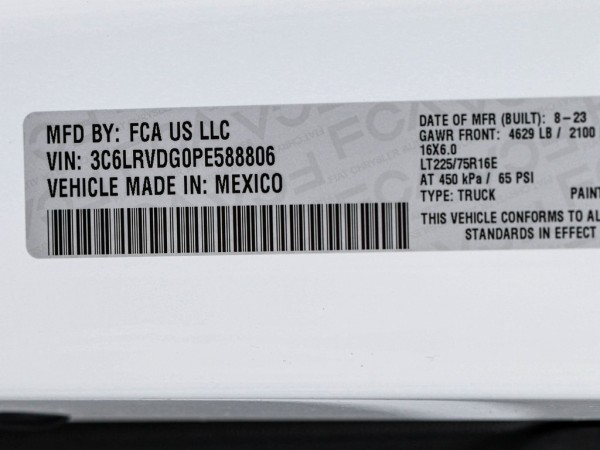 MFD BY: FCA US LLC
VIN: 3C6LRVDG0PE588806
VEHICLE MADE IN: MEXICO
DATE OF MFR (BUILT): 8-23
GAWR FRONT: 4629 LB / 2100
16X6.0
LT225/75R16E
AT 450 kPa / 65 PSI
TYPE: TRUCK PAINT
THIS VEHICLE CONFORMS TO AL
STANDARDS IN EFFECT